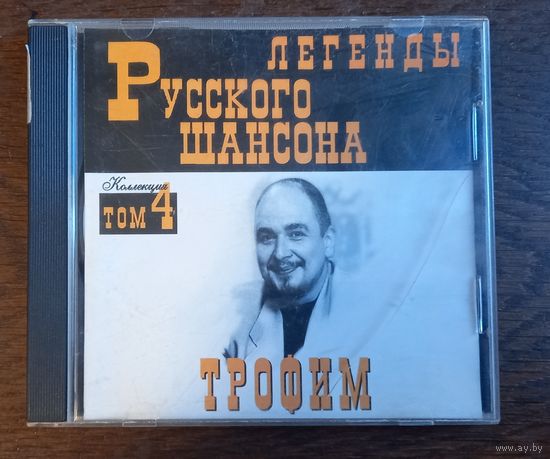 ЛЕГЕНДЫ
РУССКОГО
ШАНСОНА
Коллекция
ТОМ 4
ТРОФИМ
www.ay.by